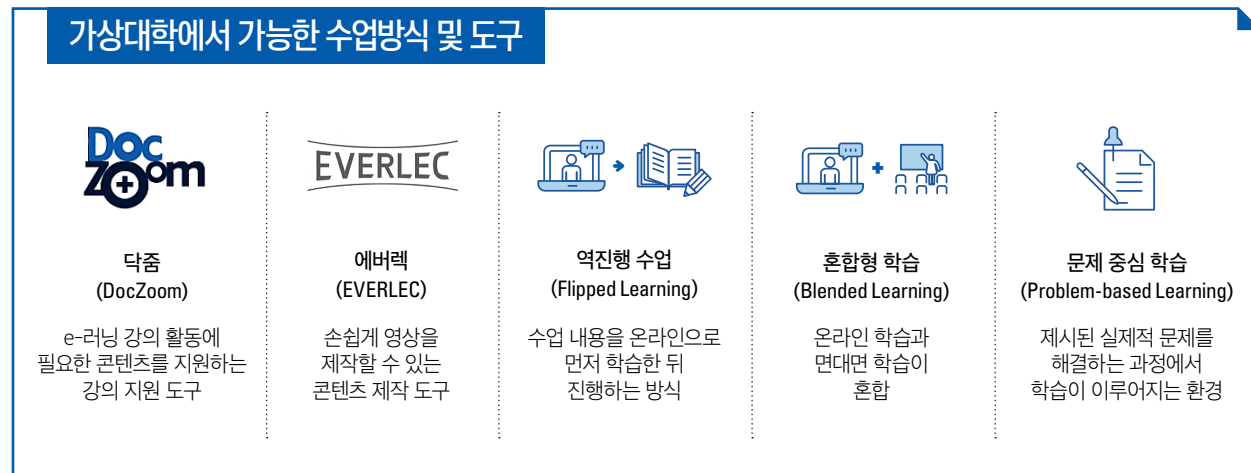 가상대학에서 가능한 수업방식 및 도구
Doc
Zoom
닥줌
(DocZoom)
e-러닝 강의 활동에
필요한 콘텐츠를 지원하는
강의 지원 도구
EVERLEC
에버렉
(EVERLEC)
손쉽게 영상을
제작할 수 있는
콘텐츠 제작 도구
역진행 수업
(Flipped Learning)
수업 내용을 온라인으로
먼저 학습한 뒤
진행하는 방식
혼합형 학습
(Blended Learning)
온라인 학습과
면대면 학습이
혼합
문제 중심 학습
(Problem-based Learning)
제시된 실제적 문제를
해결하는 과정에서
학습이 이루어지는 환경